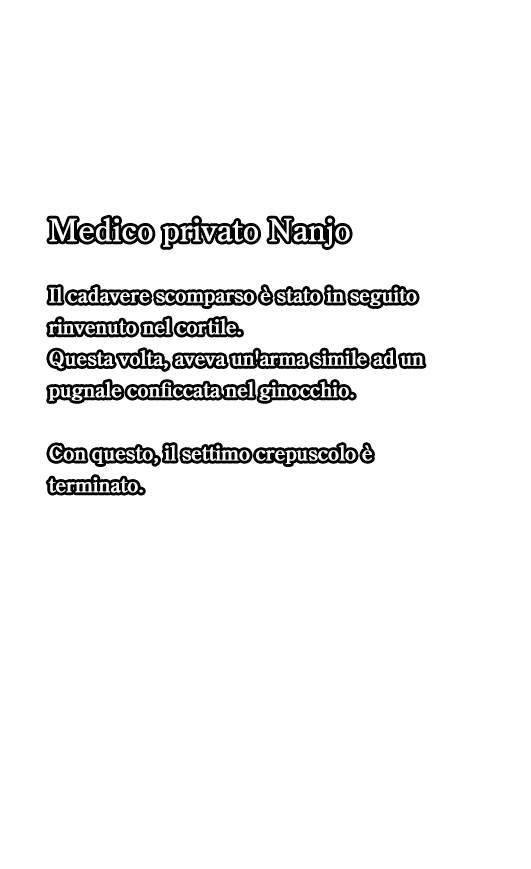 Medico privato Nanjo
Il cadavere scomparso è stato in seguito
rinvenuto nel cortile.
Questa volta, aveva un'arma simile ad un
pugnale conficcata nel ginocchio.
Con questo, il settimo crepuscolo è
terminato.